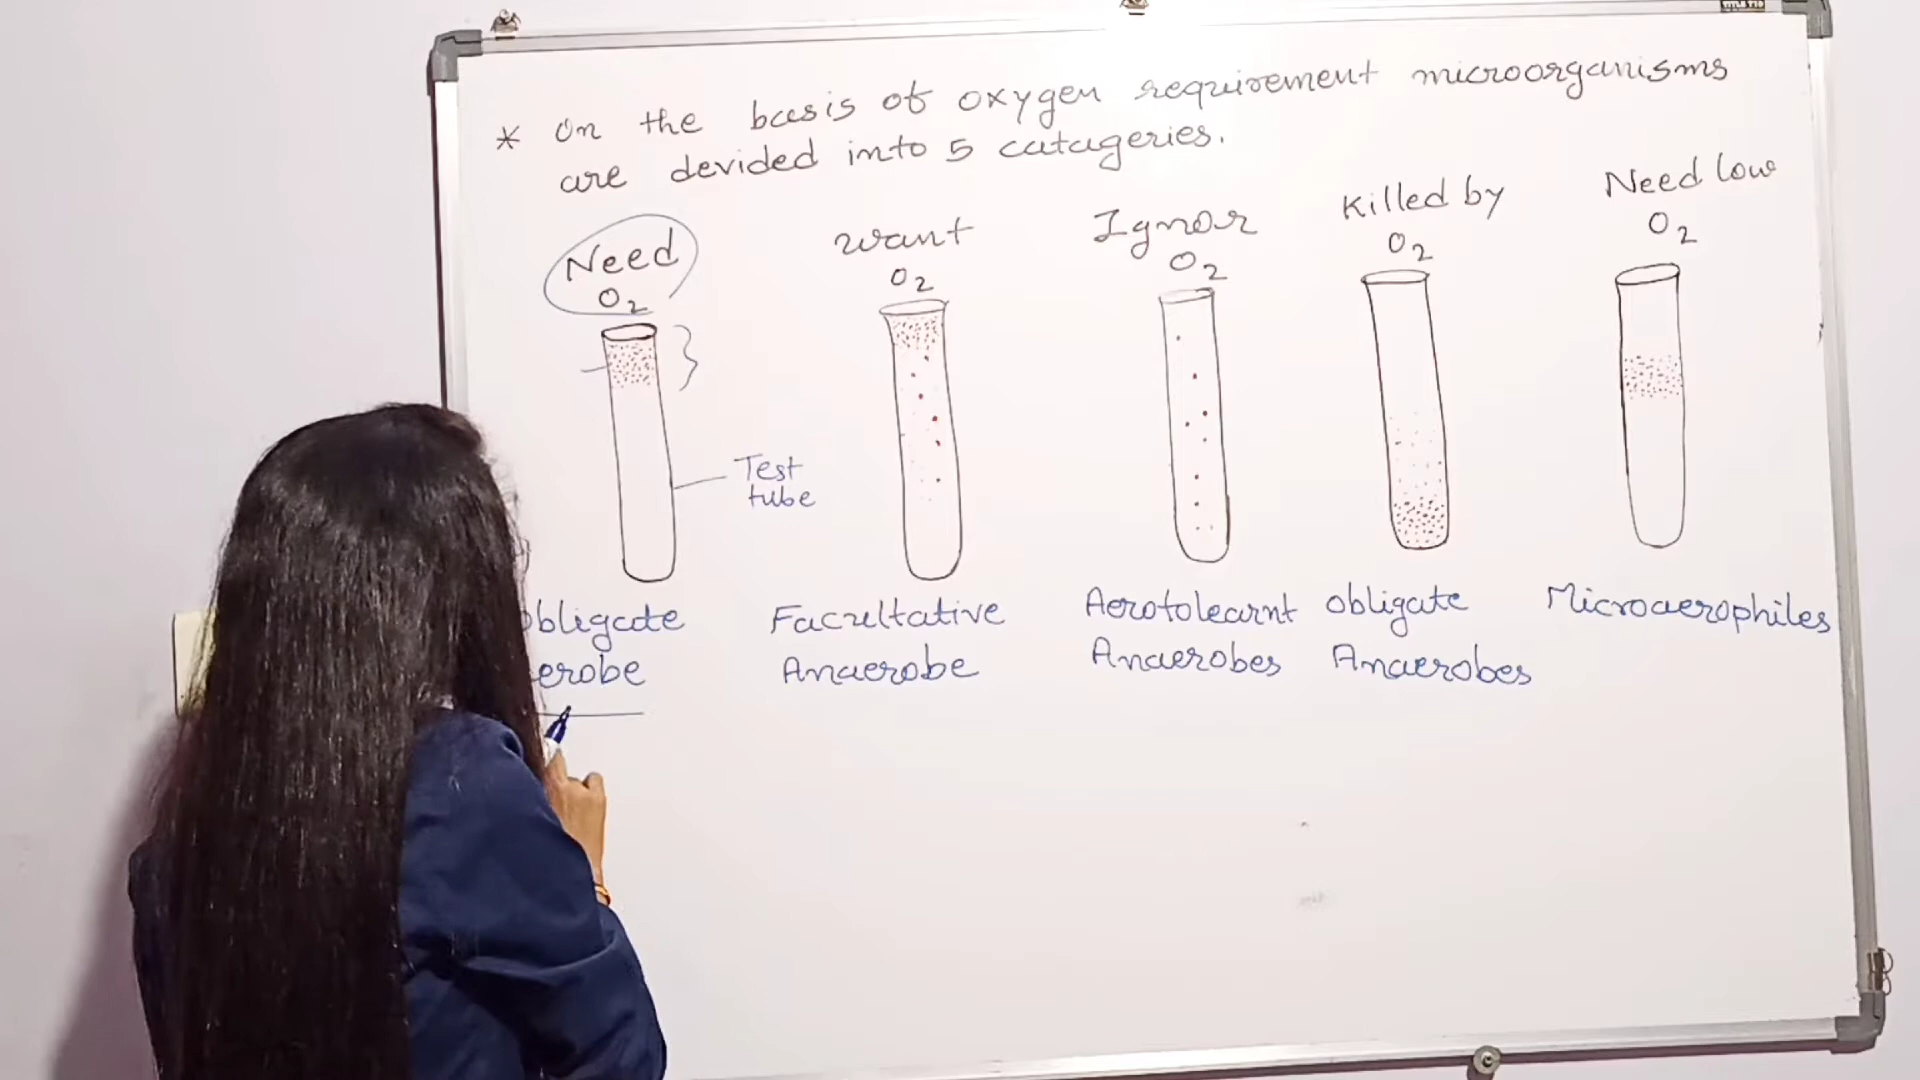 * On the basis of oxygen requirement microorganisms
are devided into 5 catageries.
Need
O2
want
O2
Ignor
O2
Killed by
O2
Need low
O2
Test
tube
obligate
erobe
Facultative
Anaerobe
Aerotolearnt
Anaerobes
obligate
Anaerobes
Microaerophiles